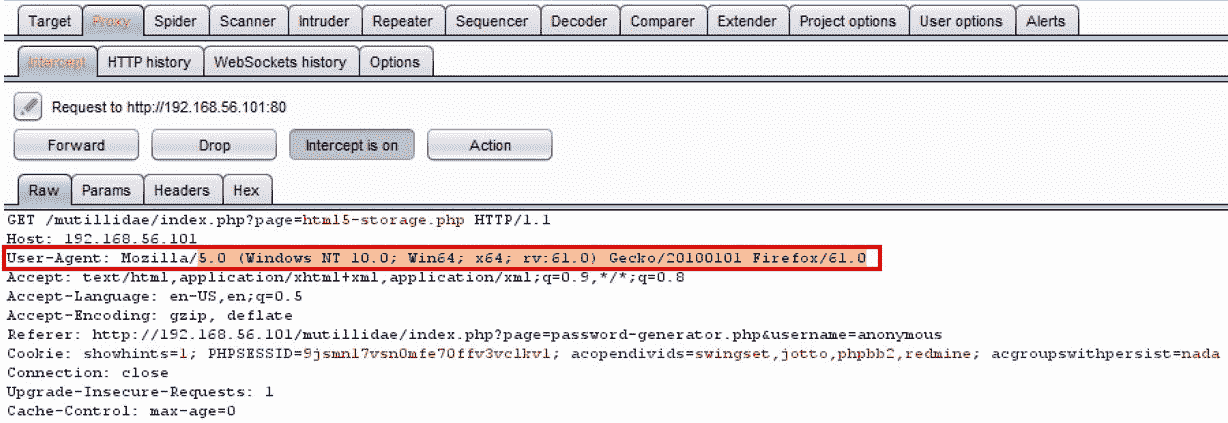 Target Proxy Spider Scanner Intruder Repeater Sequencer Decoder Comparer Extender Project options User options Alerts
Intercept HTTP history WebSockets history Options
Request to http://192.168.56.101:80
Forward Drop Intercept is on Action
Raw Params Headers Hex
GET /mutillidae/index.php?page=html5-storage.php HTTP/1.1
Host: 192.168.56.101
User-Agent: Mozilla/5.0 (Windows NT 10.0; Win64; x64; rv:61.0) Gecko/20100101 Firefox/61.0
Accept: text/html,application/xhtml+xml,application/xml;q=0.9,*/*;q=0.8
Accept-Language: en-US,en;q=0.5
Accept-Encoding: gzip, deflate
Referer: http://192.168.56.101/mutillidae/index.php?page=password-generator.php&username=anonymous
Cookie: showhints=1; PHPSESSID=9jsmnl7vsn0mfe70ffv3vclkv1; acopendivids=swingset,jotto,phpbb2,redmine; acgroupswithpersist=nada
Connection: close
Upgrade-Insecure-Requests: 1
Cache-Control: max-age=0